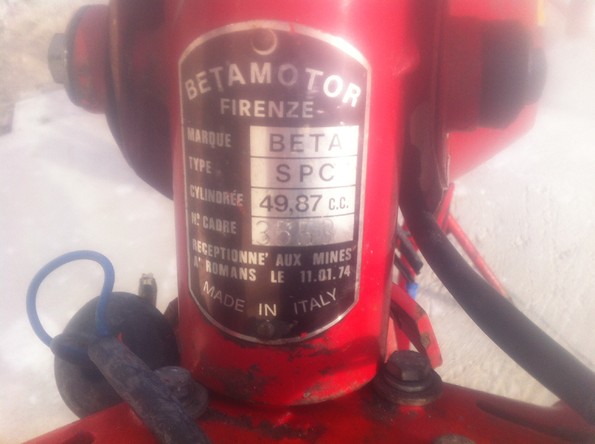 BETAMOTOR
FIRENZE-
MARQUE BETA
TYPE SPC
CYLINDRÉE 49.87 C.C.
N° CADRE
RECEPTIONNE' AUX MINES
A' ROMANS LE 11.01.74
MADE IN ITALY